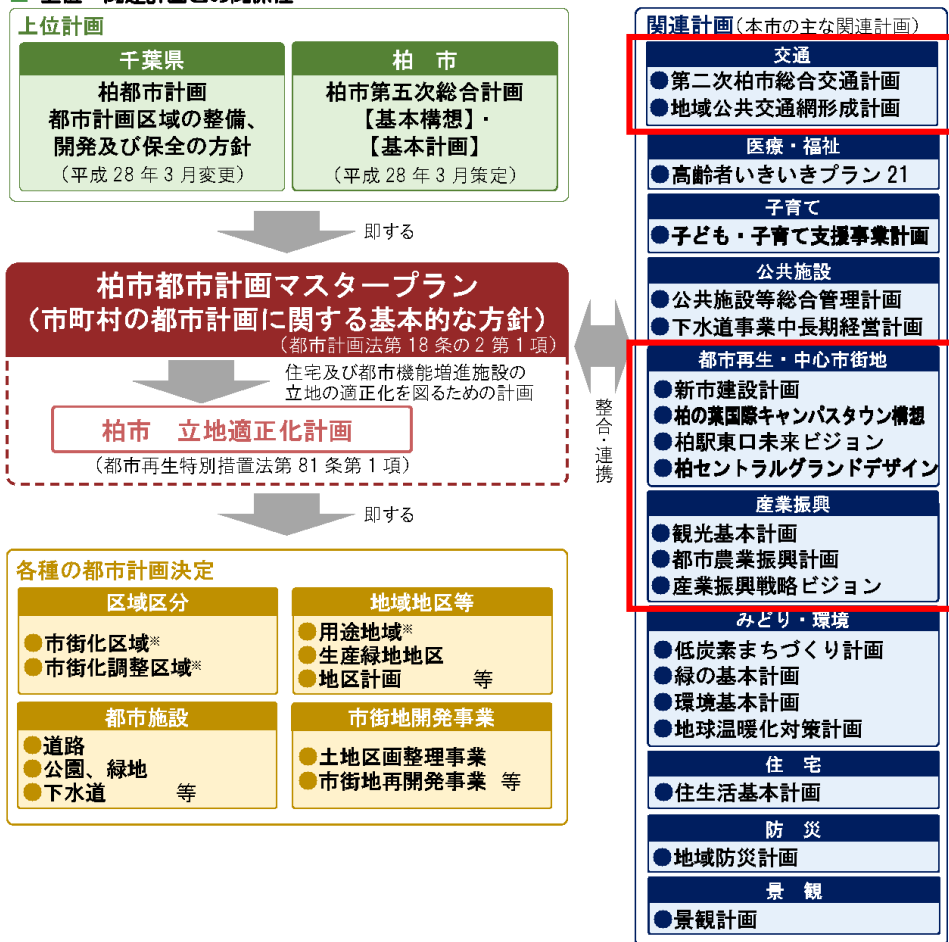 上位計画
千葉県
柏都市計画
都市計画区域の整備、
開発及び保全の方針
（平成28年3月変更）
柏 市
柏市第五次総合計画
【基本構想】・
【基本計画】
（平成28年3月策定）
即する
柏市都市計画マスタープラン
（市町村の都市計画に関する基本的な方針）
（都市計画法第18条の2第1項）
住宅及び都市機能増進施設の
立地の適正化を図るための計画
柏市 立地適正化計画
（都市再生特別措置法第81条第1項）
即する
各種の都市計画決定
区域区分
●市街化区域※
●市街化調整区域※
地域地区等
●用途地域※
●生産緑地地区
●地区計画 等
都市施設
●道路
●公園、緑地
●下水道 等
市街地開発事業
●土地区画整理事業
●市街地再開発事業 等
整合・連携
関連計画（本市の主な関連計画）
交通
●第二次柏市総合交通計画
●地域公共交通網形成計画
医療・福祉
●高齢者いきいきプラン21
子育て
●子ども・子育て支援事業計画
公共施設
●公共施設等総合管理計画
●下水道事業中長期経営計画
都市再生・中心市街地
●新市建設計画
●柏の葉国際キャンパスタウン構想
●柏駅東口未来ビジョン
●柏セントラルグランドデザイン
産業振興
●観光基本計画
●都市農業振興計画
●産業振興戦略ビジョン
みどり・環境
●低炭素まちづくり計画
●緑の基本計画
●環境基本計画
●地球温暖化対策計画
住 宅
●住生活基本計画
防 災
●地域防災計画
景 観
●景観計画